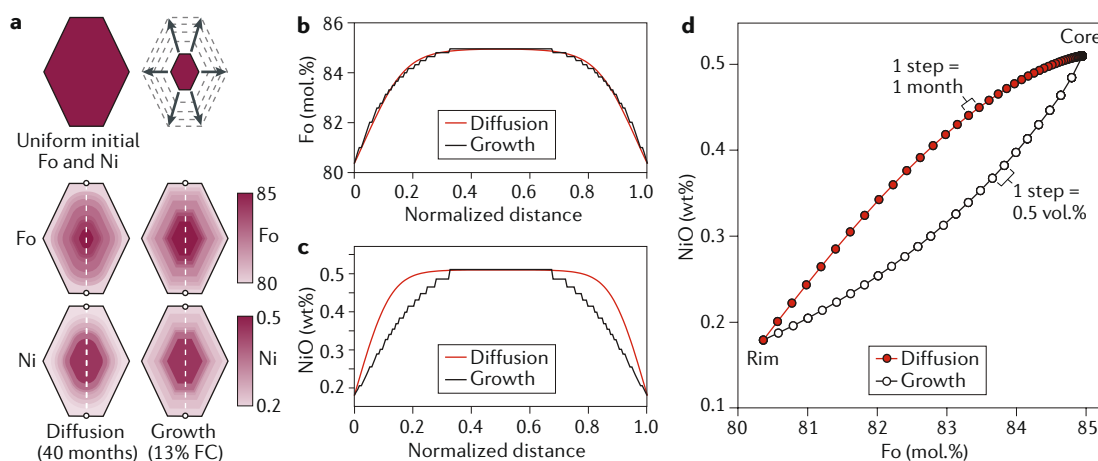 a
Uniform initial
Fo and Ni
Fo
85
Fo
80
Ni
0.5
Ni
0.2
Diffusion
(40 months)
Growth
(13% FC)
b
Fo (mol.%)
86
84
82
80
Diffusion
Growth
0
0.2
0.4
0.6
0.8
1.0
Normalized distance
c
NiO (wt%)
0.5
0.4
0.3
0.2
Diffusion
Growth
0
0.2
0.4
0.6
0.8
1.0
Normalized distance
d
NiO (wt%)
0.5
0.4
0.3
0.2
0.1
Core
1 step =
1 month
1 step =
0.5 vol.%
Rim
Diffusion
Growth
80
81
82
83
84
85
Fo (mol.%)